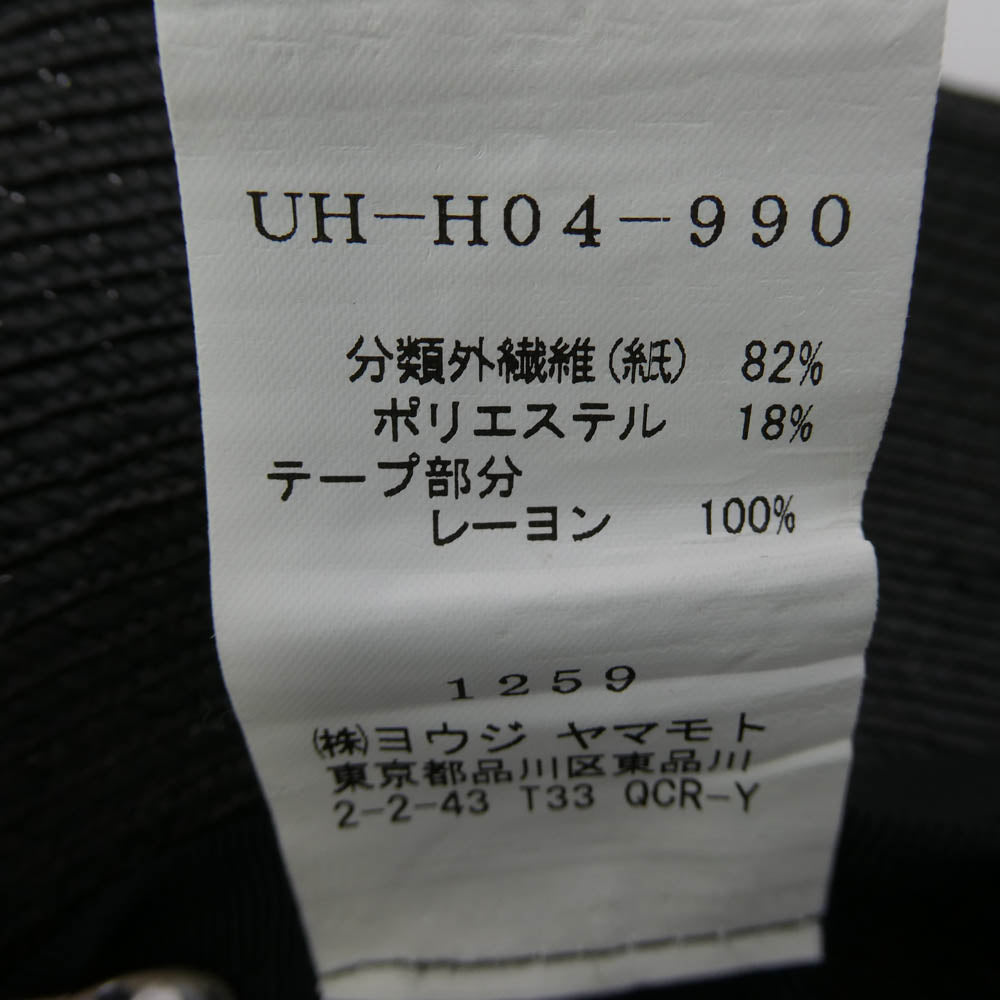 UH-H04-990
分類外繊維(紙) 82%
ポリエステル 18%
テープ部分
レーヨン 100%
1259
㈱ヨウジ ヤマモト
東京都品川区東品川
2-2-43 T33 QCR-Y